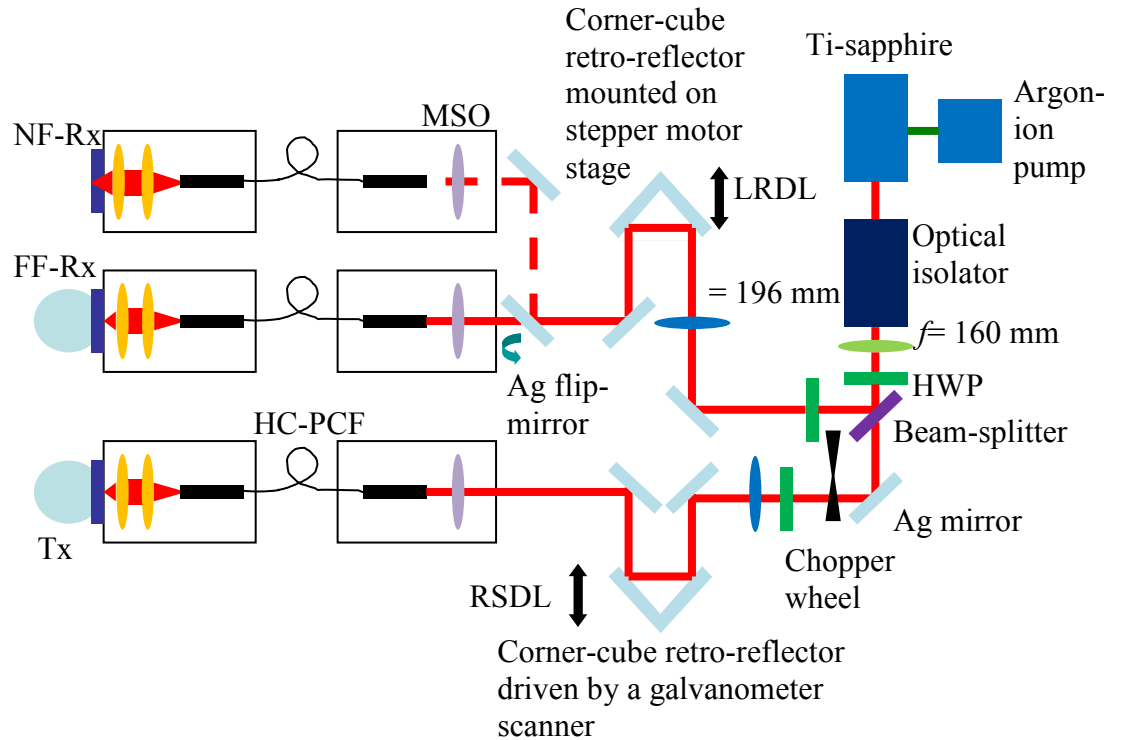 Corner-cube
retro-reflector
mounted on
stepper motor
stage
Ti-sapphire
Argon-
ion
pump
NF-Rx
MSO
LRDL
Optical
isolator
FF-Rx
= 196 mm
f= 160 mm
HWP
Ag flip-
mirror
Beam-splitter
HC-PCF
Ag mirror
Tx
Chopper
wheel
RSDL
Corner-cube retro-reflector
driven by a galvanometer
scanner